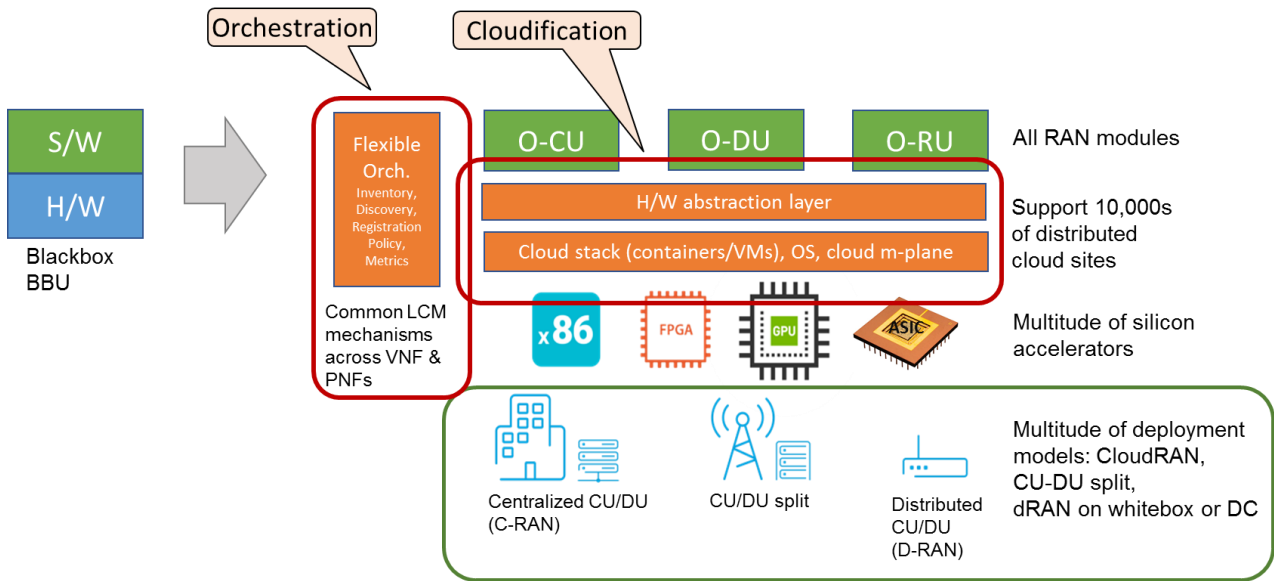 Orchestration
Cloudification
S/W
H/W
Blackbox
BBU
Flexible
Orch.
Inventory,
Discovery,
Registration
Policy,
Metrics
Common LCM
mechanisms
across VNF &
PNFs
O-CU
O-DU
O-RU
All RAN modules
H/W abstraction layer
Cloud stack (containers/VMs), OS, cloud m-plane
Support 10,000s
of distributed
cloud sites
x86
FPGA
GPU
ASIC
Multitude of silicon
accelerators
Centralized CU/DU
(C-RAN)
CU/DU split
Distributed
CU/DU
(D-RAN)
Multitude of deployment
models: CloudRAN,
CU-DU split,
dRAN on whitebox or DC